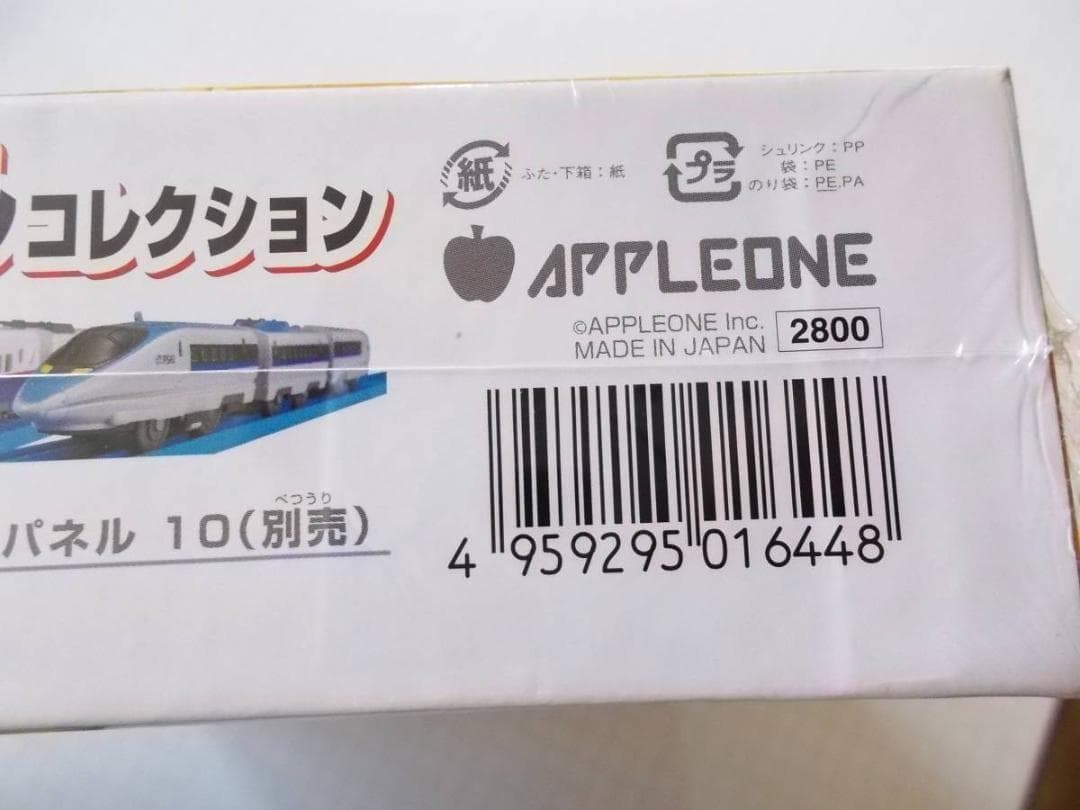 コレクション
紙
ふた・下箱:紙
プラ
シュリンク:PP
袋:PE
のり袋:PE,PA
APPLEONE
©APPLEONE Inc.
MADE IN JAPAN
2800
べつうり
パネル 10(別売)
4 959295 016448